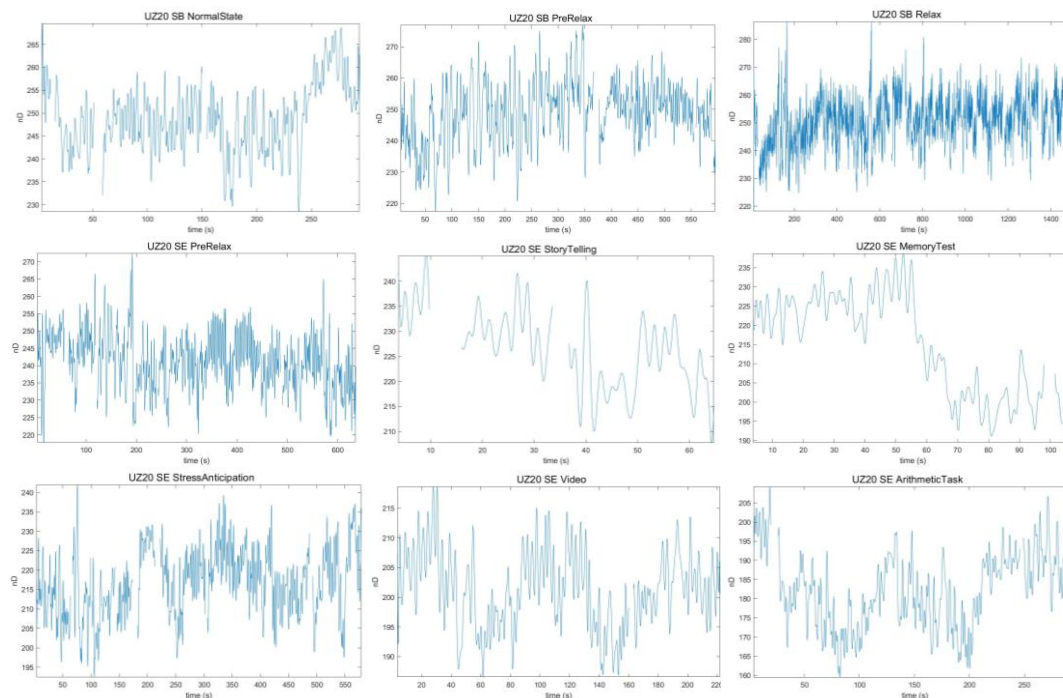 UZ20 SB NormalState
265
260
255
250
245
240
235
230
nD
50 100 150 200 250
time (s)
UZ20 SB PreRelax
270
260
250
240
230
220
nD
50 100 150 200 250 300 350 400 450 500 550
time (s)
UZ20 SB Relax
280
270
260
250
240
230
220
nD
200 400 600 800 1000 1200 1400
time (s)
UZ20 SE PreRelax
270
265
260
255
250
245
240
235
230
225
220
nD
100 200 300 400 500 600
time (s)
UZ20 SE StoryTelling
240
230
220
210
nD
10 20 30 40 50 60
time (s)
UZ20 SE MemoryTest
235
230
225
220
215
210
205
200
195
190
nD
10 20 30 40 50 60 70 80 90 100
time (s)
UZ20 SE StressAnticipation
240
235
230
225
220
215
210
205
200
195
nD
50 100 150 200 250 300 350 400 450 500 550
time (s)
UZ20 SE Video
215
210
205
200
195
190
nD
20 40 60 80 100 120 140 160 180 200 220
time (s)
UZ20 SE ArithmeticTask
205
200
195
190
185
180
175
170
165
160
nD
50 100 150 200 250
time (s)